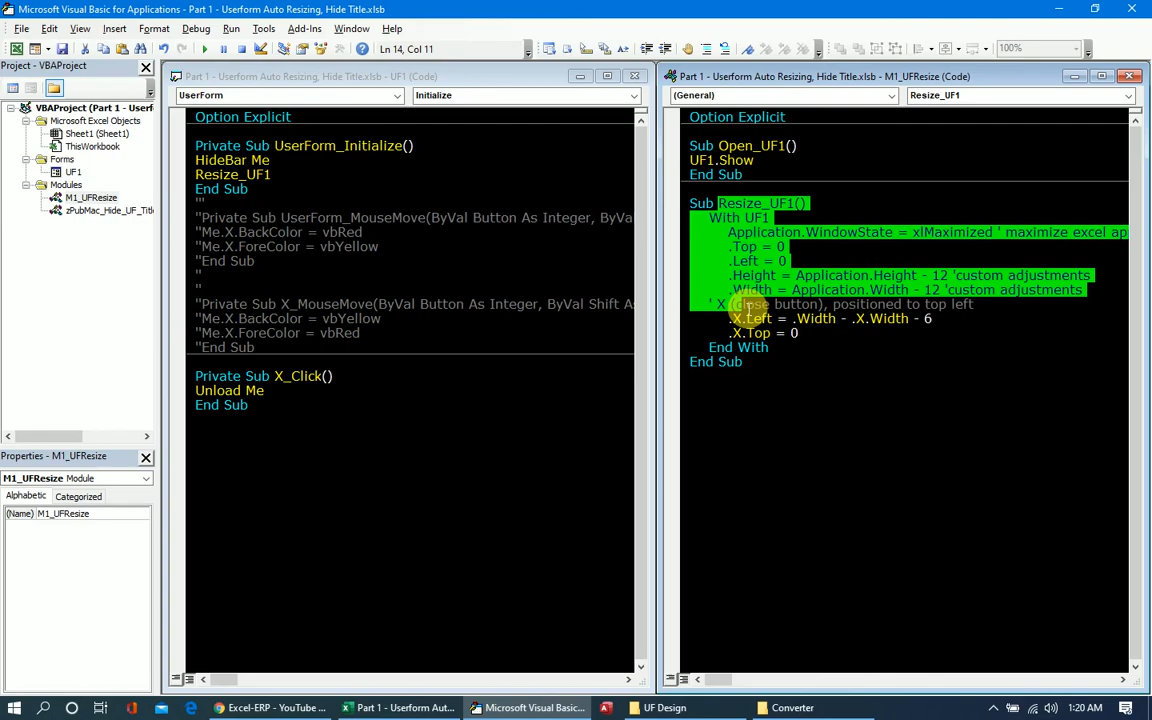 Microsoft Visual Basic for Applications - Part 1 - Userform Auto Resizing, Hide Title.xlsb
File Edit View Insert Format Debug Run Tools Add-Ins Window Help
Ln 14, Col 11
100%
Project - VBAProject
VBAProject (Part 1 - Userf
Microsoft Excel Objects
Sheet1 (Sheet1)
ThisWorkbook
Forms
UF1
Modules
M1_UFResize
zPubMac_Hide_UF_Titl
Properties - M1_UFResize
M1_UFResize Module
Alphabetic Categorized
(Name) M1_UFResize
Part 1 - Userform Auto Resizing, Hide Title.xlsb - UF1 (Code)
UserForm Initialize
Option Explicit
Private Sub UserForm_Initialize()
HideBar Me
Resize_UF1
End Sub
'''
''Private Sub UserForm_MouseMove(ByVal Button As Integer, ByVa
''Me.X.BackColor = vbRed
''Me.X.ForeColor = vbYellow
''End Sub
''
''
''Private Sub X_MouseMove(ByVal Button As Integer, ByVal Shift As
''Me.X.BackColor = vbYellow
''Me.X.ForeColor = vbRed
''End Sub
Private Sub X_Click()
Unload Me
End Sub
Part 1 - Userform Auto Resizing, Hide Title.xlsb - M1_UFResize (Code)
(General) Resize_UF1
Option Explicit
Sub Open_UF1()
UF1.Show
End Sub
Sub Resize_UF1()
With UF1
Application.WindowState = xlMaximized ' maximize excel ap
.Top = 0
.Left = 0
.Height = Application.Height - 12 'custom adjustments
.Width = Application.Width - 12 'custom adjustments
' X (close button), positioned to top left
.X.Left = .Width - .X.Width - 6
.X.Top = 0
End With
End Sub
Excel-ERP - YouTube ... Part 1 - Userform Aut... Microsoft Visual Basic... UF Design Converter 1:20 AM